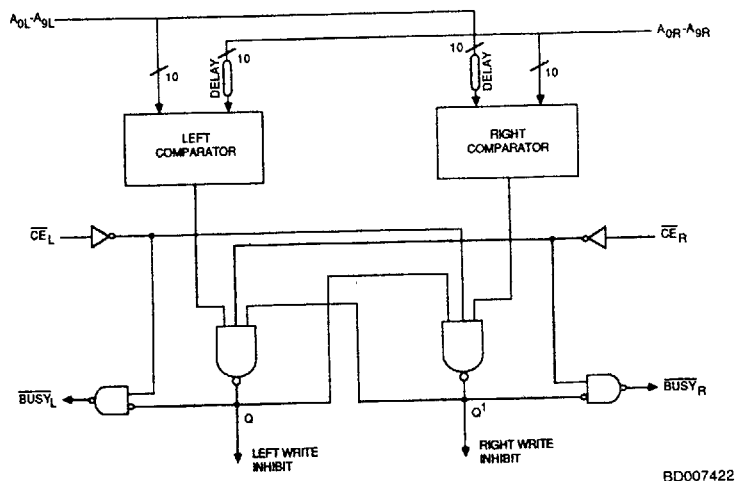 A0L-A9L
10
10
DELAY
10
DELAY
10
A0R-A9R
LEFT
COMPARATOR
RIGHT
COMPARATOR
CEL
CER
BUSYL
BUSYR
Q
Q1
LEFT WRITE
INHIBIT
RIGHT WRITE
INHIBIT
BD007422